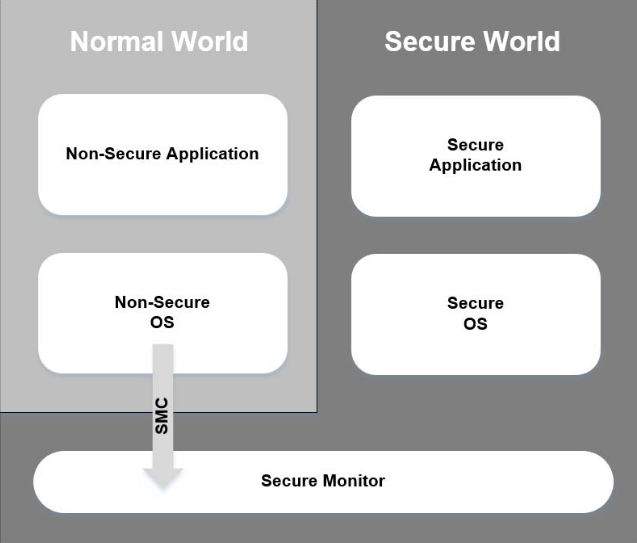 Normal World
Secure World
Non-Secure Application
Secure
Application
Non-Secure
OS
Secure
OS
SMC
Secure Monitor